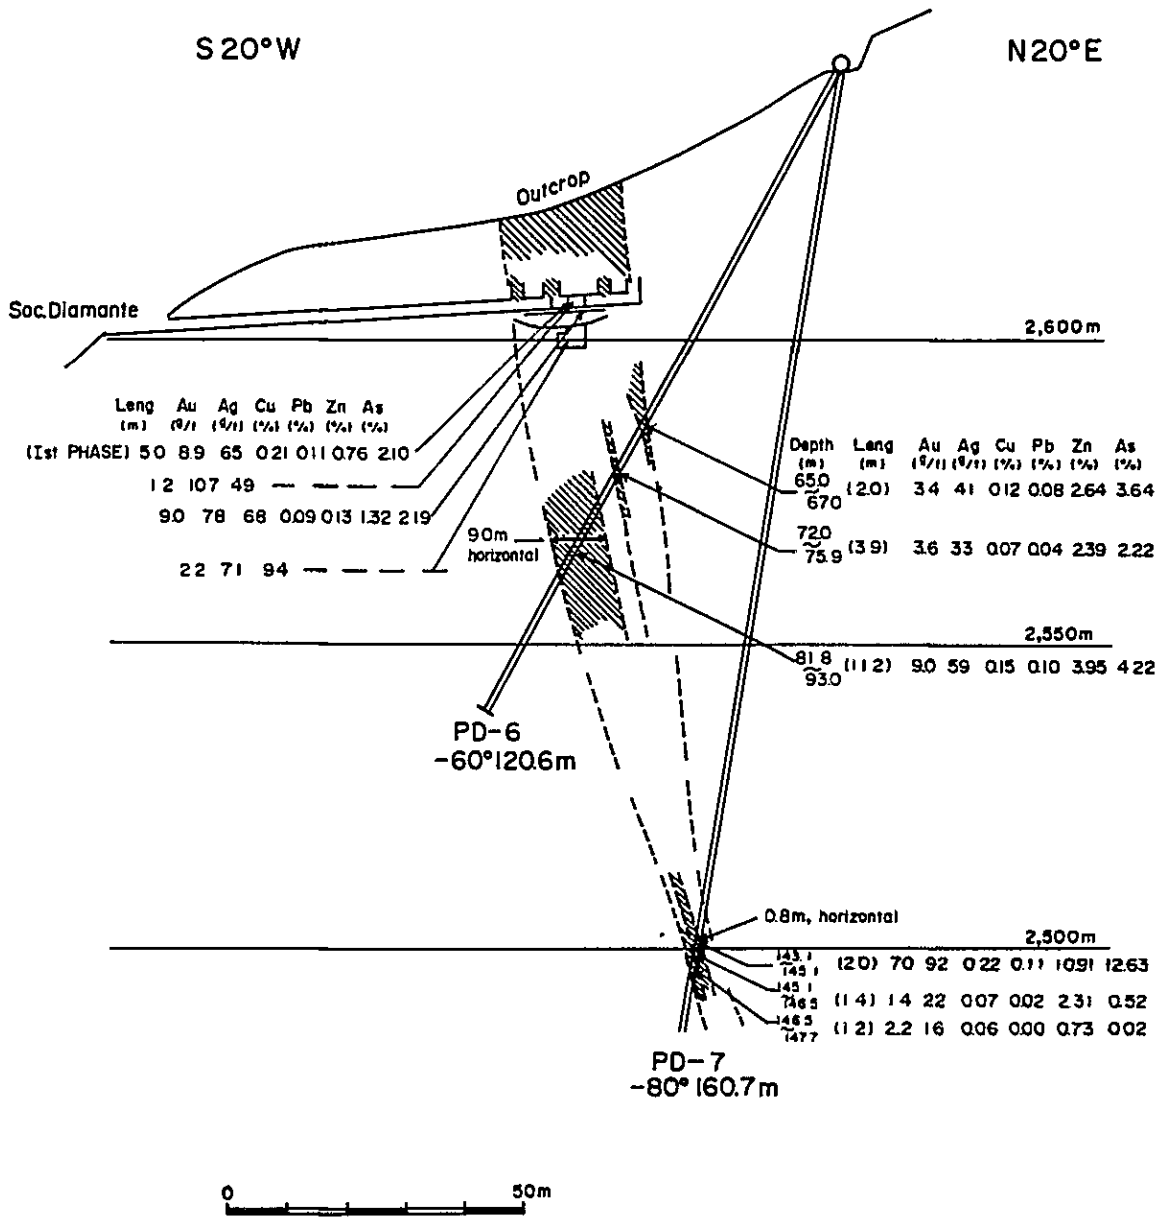 S 20° W
N 20° E
Outcrop
Soc. Diamante
2,600m
Leng Au Ag Cu Pb Zn As
(m) (g/t) (g/t) (%) (%) (%) (%)
(Ist PHASE) 5.0 8.9 65 0.21 0.11 0.76 2.10
1.2 10.7 49 — — — —
9.0 7.8 68 0.09 0.13 1.32 2.19
2.2 7.1 94 — — — —
Depth Leng Au Ag Cu Pb Zn As
(m) (m) (g/t) (g/t) (%) (%) (%) (%)
65.0
~ 67.0 (2.0) 3.4 41 0.12 0.08 2.64 3.64
72.0
~ 75.9 (3.9) 3.6 33 0.07 0.04 2.39 2.22
9.0m
horizontal
2,550m
81.8
~ 93.0 (11.2) 9.0 59 0.15 0.10 3.95 4.22
PD-6
-60° 120.6m
0.8m, horizontal
2,500m
143.1
~ 145.1 (2.0) 7.0 92 0.22 0.11 10.91 12.63
145.1
~ 146.5 (1.4) 1.4 22 0.07 0.02 2.31 0.52
146.5
~ 147.7 (1.2) 2.2 16 0.06 0.00 0.73 0.02
PD-7
-80° 160.7m
0 50m